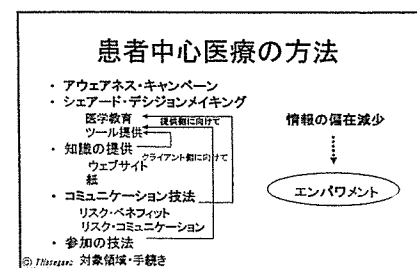 患者中心医療の方法
・ アウェアネス・キャンペーン
・ シェアード・デシジョンメイキング
医学教育 提供側に向けて
ツール提供
・ 知識の提供
クライアント側に向けて
ウェブサイト
紙
・ コミュニケーション技法
リスク・ベネフィット
リスク・コミュニケーション
・ 参加の技法
対象領域・手続き
情報の偏在減少
エンパワメント